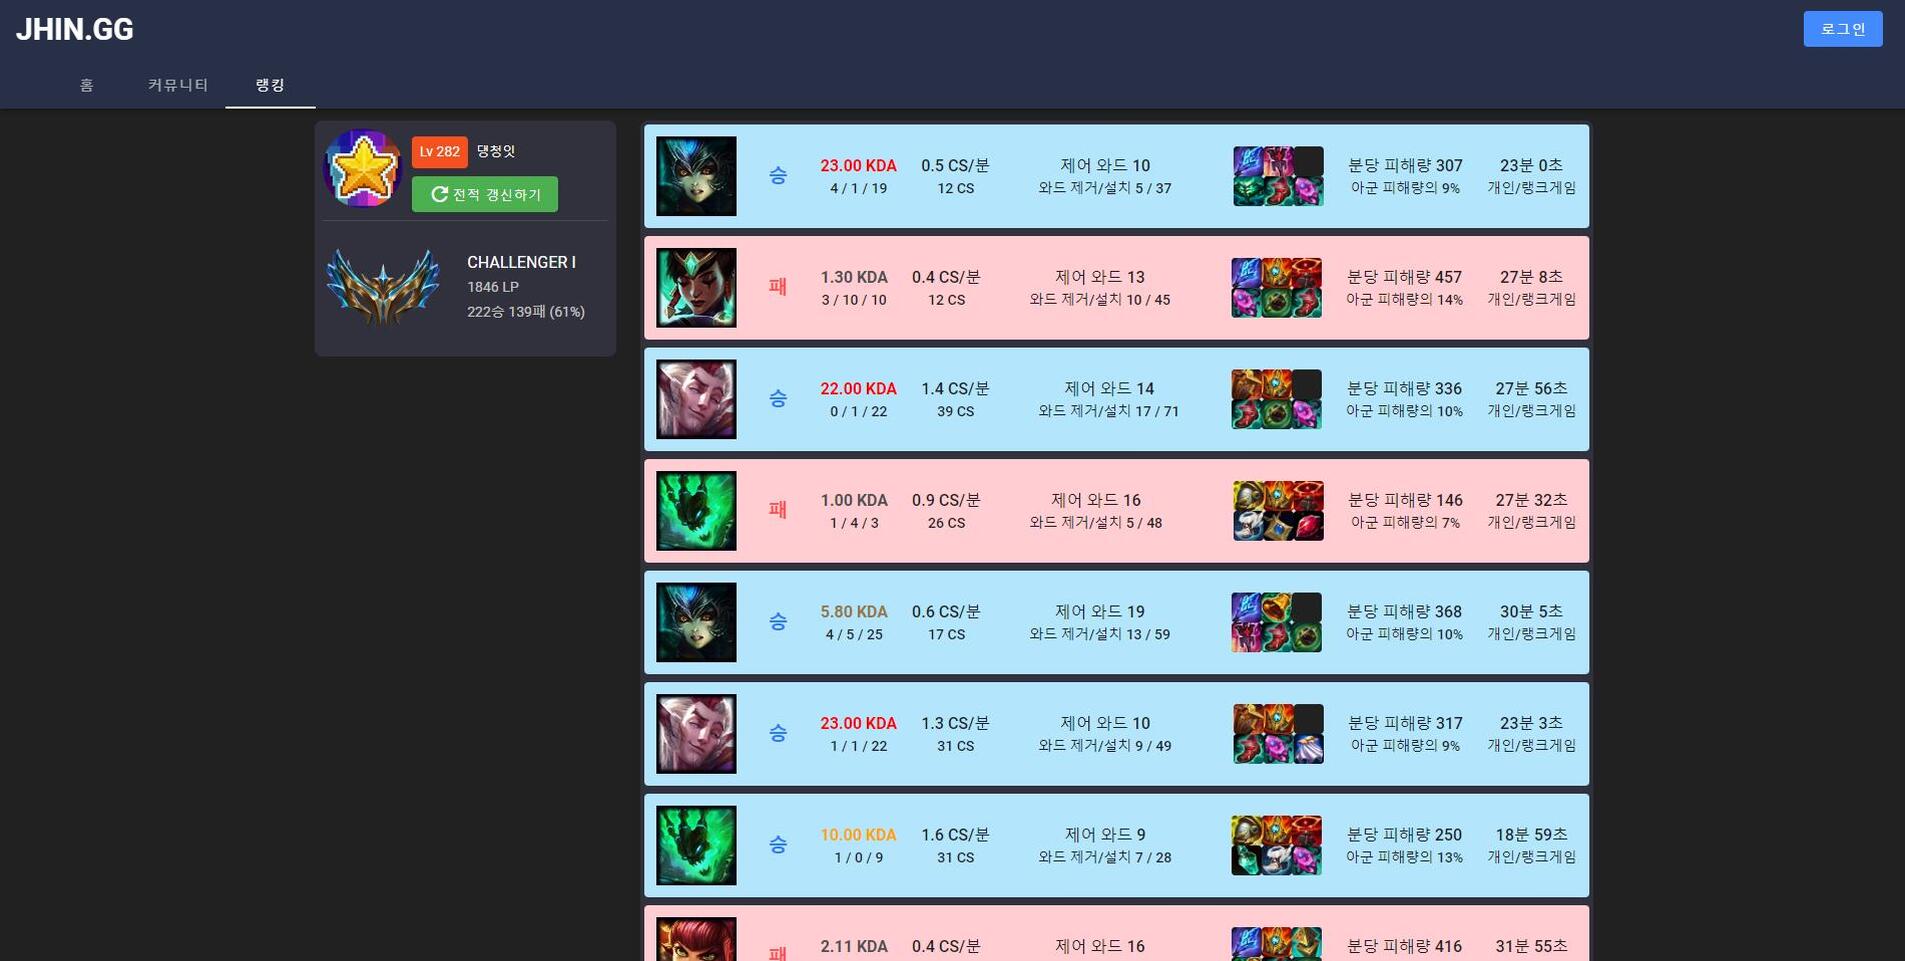 JHIN.GG
로그인
홈
커뮤니티
랭킹
Lv 282
댕청잇
전적 갱신하기
CHALLENGER I
1846 LP
222승 139패 (61%)
승
23.00 KDA
4 / 1 / 19
0.5 CS/분
12 CS
제어 와드 10
와드 제거/설치 5 / 37
분당 피해량 307
아군 피해량의 9%
23분 0초
개인/랭크게임
패
1.30 KDA
3 / 10 / 10
0.4 CS/분
12 CS
제어 와드 13
와드 제거/설치 10 / 45
분당 피해량 457
아군 피해량의 14%
27분 8초
개인/랭크게임
승
22.00 KDA
0 / 1 / 22
1.4 CS/분
39 CS
제어 와드 14
와드 제거/설치 17 / 71
분당 피해량 336
아군 피해량의 10%
27분 56초
개인/랭크게임
패
1.00 KDA
1 / 4 / 3
0.9 CS/분
26 CS
제어 와드 16
와드 제거/설치 5 / 48
분당 피해량 146
아군 피해량의 7%
27분 32초
개인/랭크게임
승
5.80 KDA
4 / 5 / 25
0.6 CS/분
17 CS
제어 와드 19
와드 제거/설치 13 / 59
분당 피해량 368
아군 피해량의 10%
30분 5초
개인/랭크게임
승
23.00 KDA
1 / 1 / 22
1.3 CS/분
31 CS
제어 와드 10
와드 제거/설치 9 / 49
분당 피해량 317
아군 피해량의 9%
23분 3초
개인/랭크게임
승
10.00 KDA
1 / 0 / 9
1.6 CS/분
31 CS
제어 와드 9
와드 제거/설치 7 / 28
분당 피해량 250
아군 피해량의 13%
18분 59초
개인/랭크게임
패
2.11 KDA
0.4 CS/분
제어 와드 16
분당 피해량 416
31분 55초